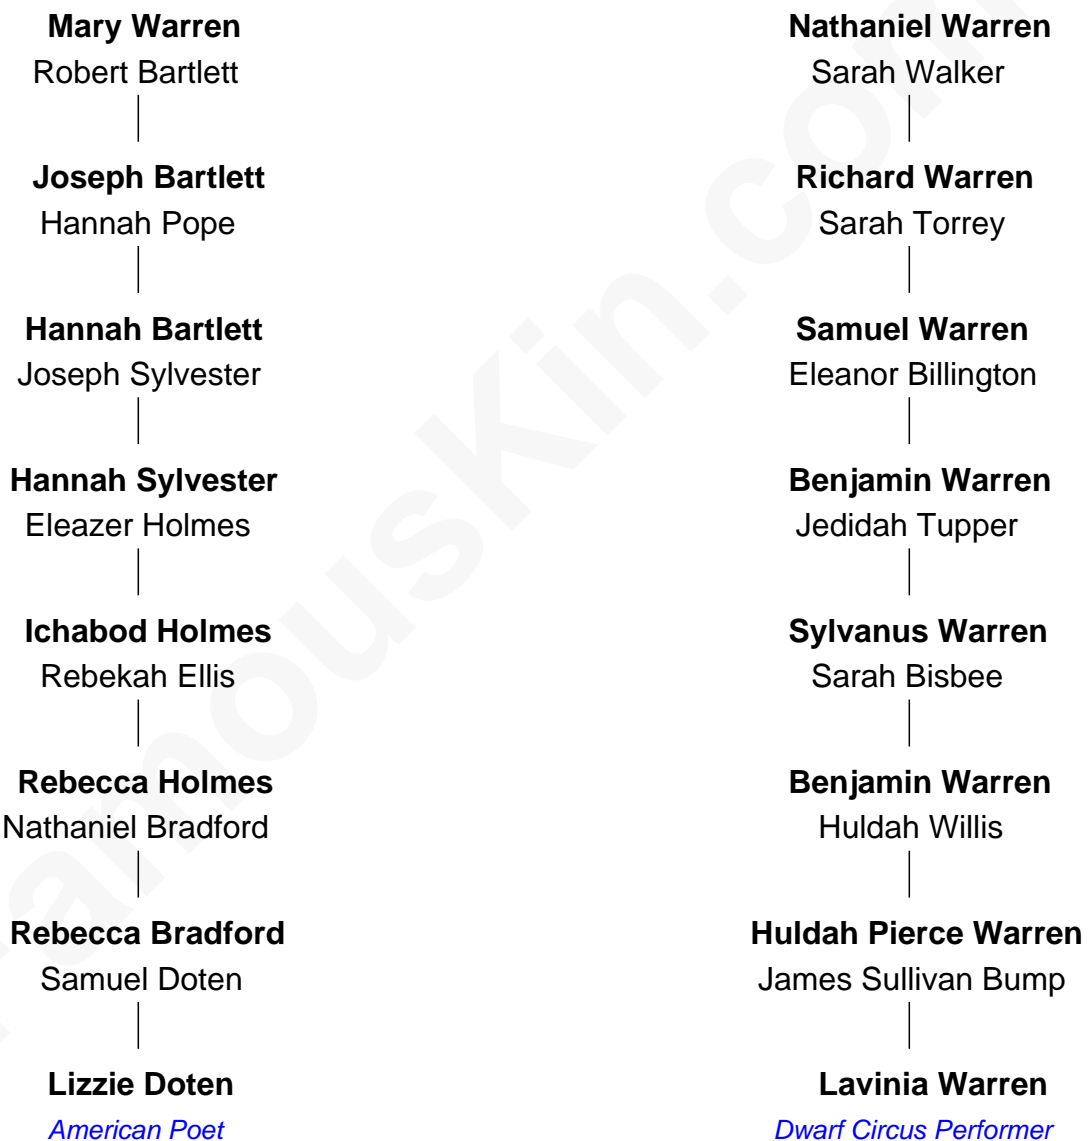 Mary Warren
Robert Bartlett
Joseph Bartlett
Hannah Pope
Hannah Bartlett
Joseph Sylvester
Hannah Sylvester
Eleazer Holmes
Ichabod Holmes
Rebekah Ellis
Rebecca Holmes
Nathaniel Bradford
Rebecca Bradford
Samuel Doten
Lizzie Doten
American Poet
Nathaniel Warren
Sarah Walker
Richard Warren
Sarah Torrey
Samuel Warren
Eleanor Billington
Benjamin Warren
Jedidah Tupper
Sylvanus Warren
Sarah Bisbee
Benjamin Warren
Huldah Willis
Huldah Pierce Warren
James Sullivan Bump
Lavinia Warren
Dwarf Circus Performer
FamousKin.com